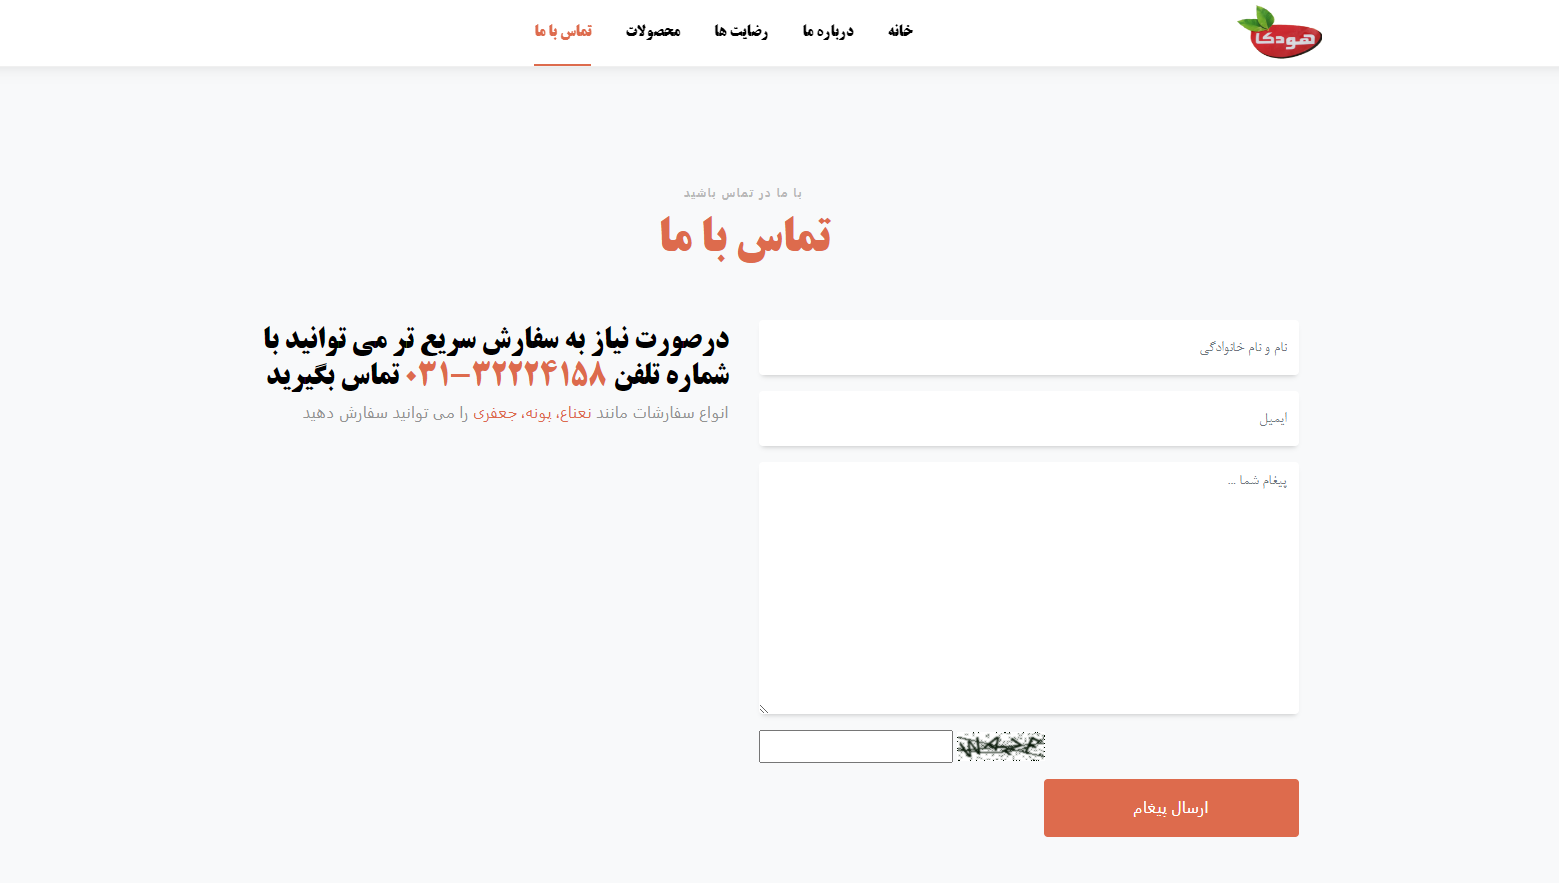 هودکا
خانه
درباره ما
رضایت ها
محصولات
تماس با ما
با ما در تماس باشید
تماس با ما
نام و نام خانوادگی
ایمیل
پیغام شما ...
ارسال پیغام
درصورت نیاز به سفارش سریع تر می توانید با
شماره تلفن ۳۲۲۲۴۱۵۸-۰۳۱ تماس بگیرید
انواع سفارشات مانند نعناع، پونه، جعفری را می توانید سفارش دهید